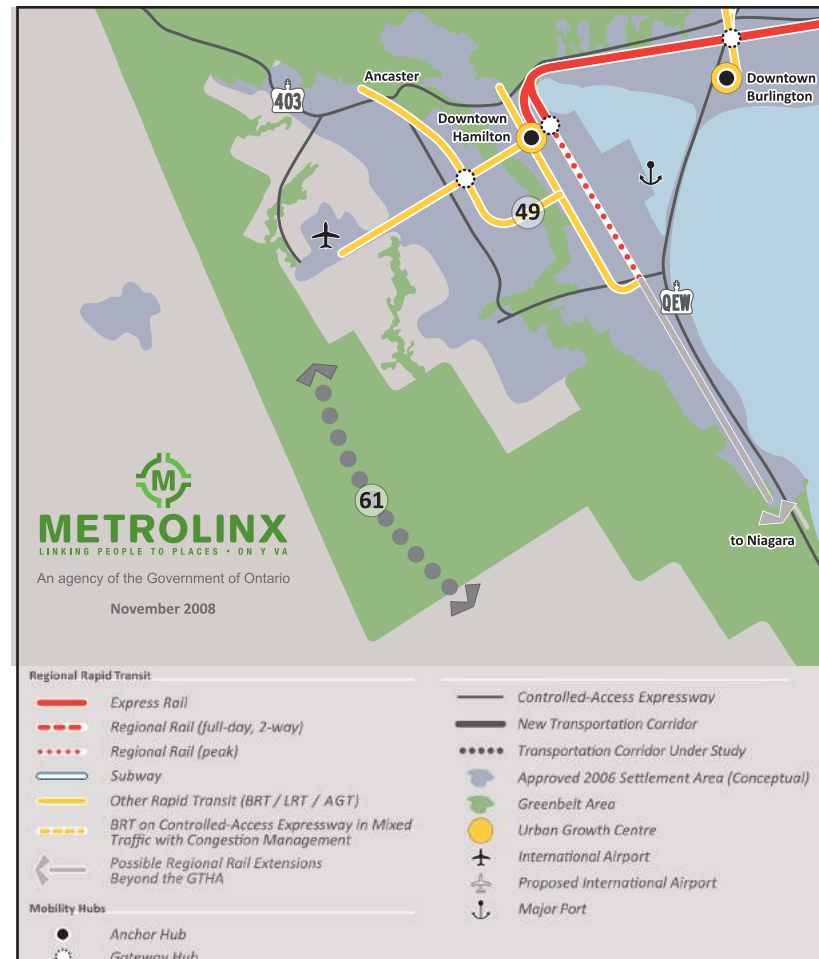 403
Ancaster
Downtown
Hamilton
Downtown
Burlington
49
QEW
61
to Niagara
M
METROLINX
LINKING PEOPLE TO PLACES • ON Y VA
An agency of the Government of Ontario
November 2008
Regional Rapid Transit
Express Rail
Regional Rail (full-day, 2-way)
Regional Rail (peak)
Subway
Other Rapid Transit (BRT / LRT / AGT)
BRT on Controlled-Access Expressway in Mixed
Traffic with Congestion Management
Possible Regional Rail Extensions
Beyond the GTHA
Mobility Hubs
Anchor Hub
Gateway Hub
Controlled-Access Expressway
New Transportation Corridor
Transportation Corridor Under Study
Approved 2006 Settlement Area (Conceptual)
Greenbelt Area
Urban Growth Centre
International Airport
Proposed International Airport
Major Port